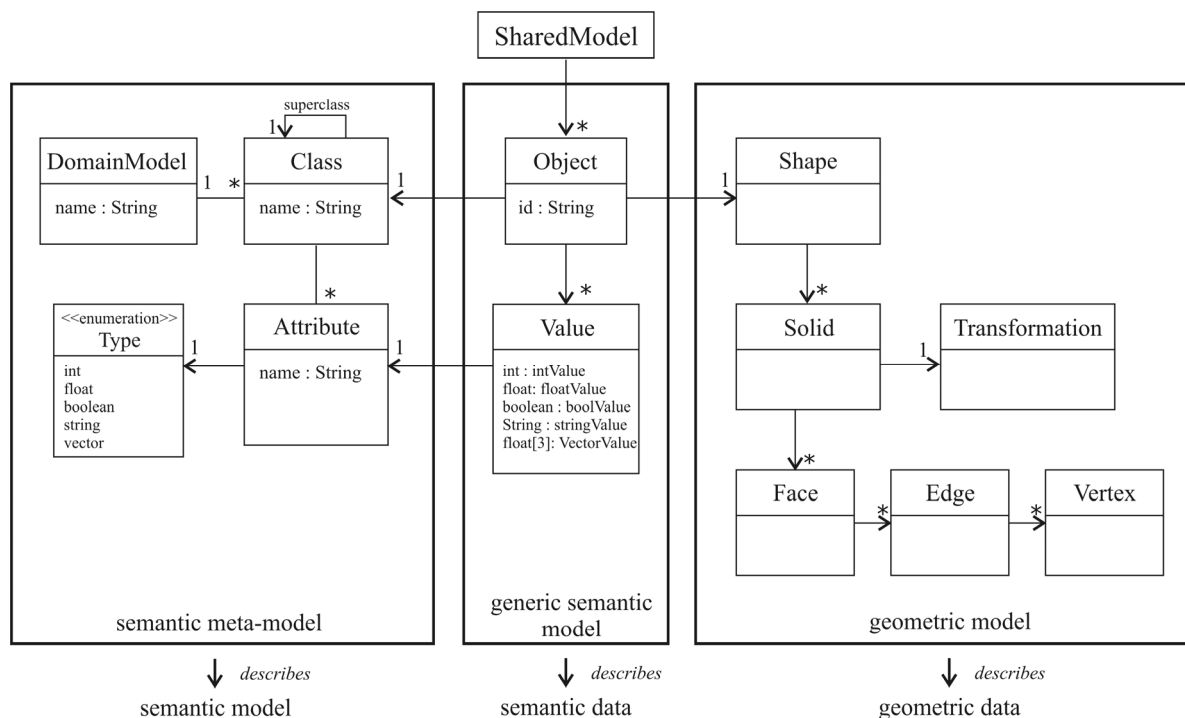 SharedModel
superclass
1
*
DomainModel
name : String
1
*
Class
name : String
1
Object
id : String
1
Shape
*
*
*
<<enumeration>>
Type
int
float
boolean
string
vector
1
Attribute
name : String
1
Value
int : intValue
float: floatValue
boolean : boolValue
String : stringValue
float[3]: VectorValue
Solid
1
Transformation
*
Face
*
Edge
*
Vertex
semantic meta-model
generic semantic
model
geometric model
describes
describes
describes
semantic model
semantic data
geometric data